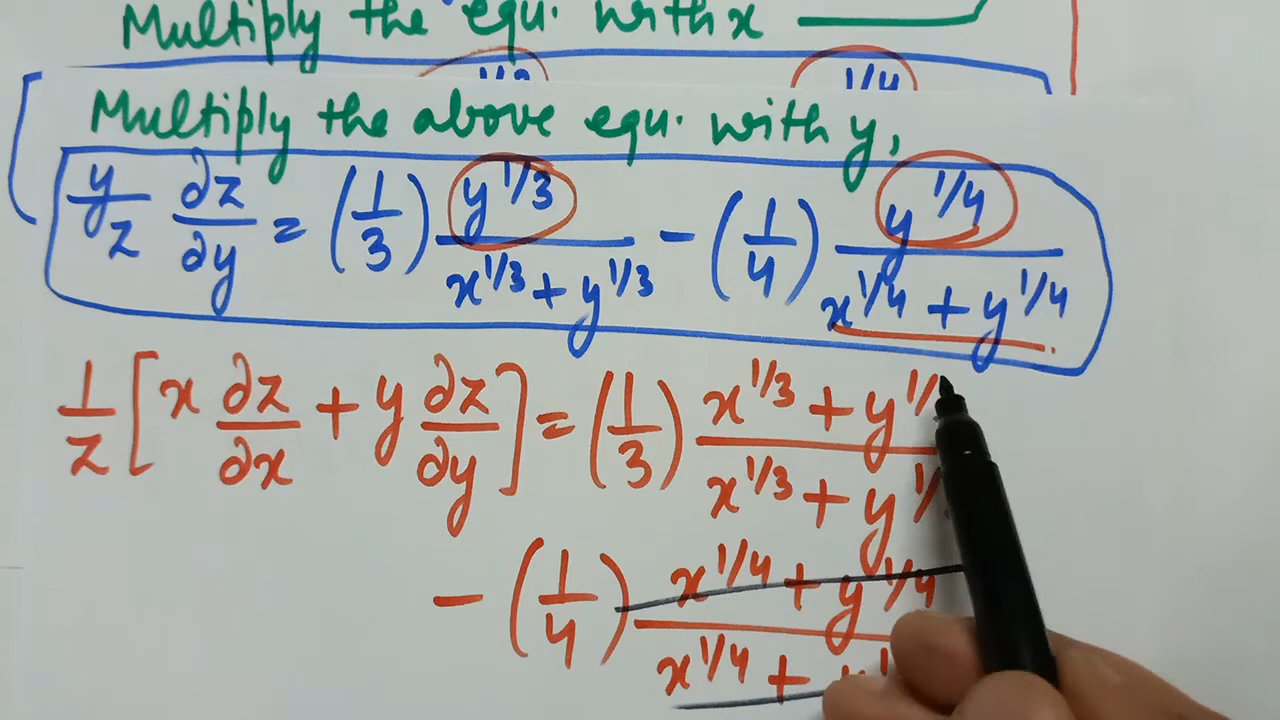 Multiply the equ. with x
1/4
Multiply the above equ. with y,
y/z ∂z/∂y = (1/3) y^1/3 / x^1/3 + y^1/3 - (1/4) y^1/4 / x^1/4 + y^1/4
1/z [x ∂z/∂x + y ∂z/∂y] = (1/3) x^1/3 + y^1/ / x^1/3 + y^1/
- (1/4) x^1/4 + y^1/4 / x^1/4 +